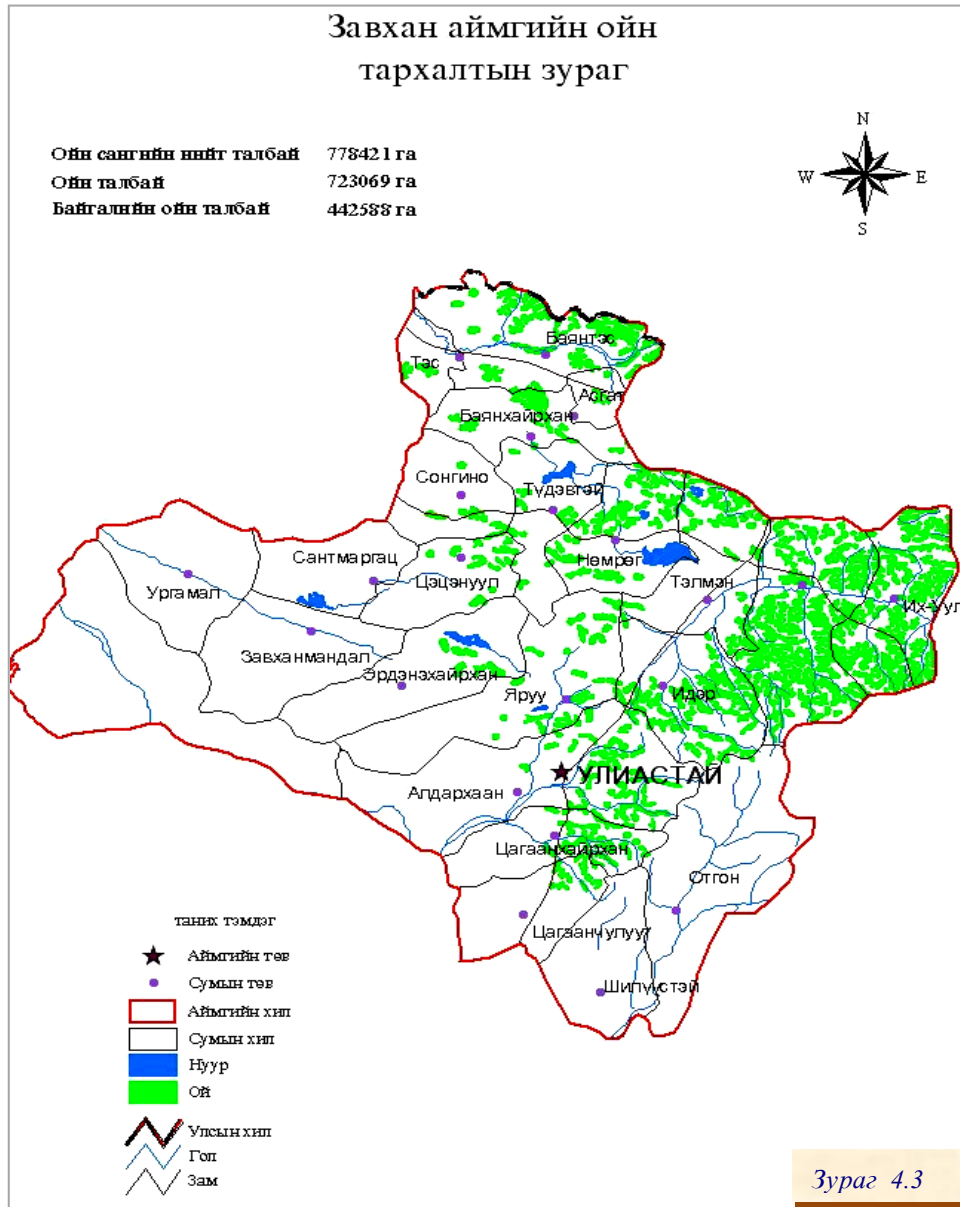 Завхан аймгийн ойн
тархалтын зураг
Ойн сангийн нийт талбай 778421 га
Ойн талбай 723069 га
Байгалийн ойн талбай 442588 га
N
W E
S
Баянтэс
Тэс
Асгат
Баянхайрхан
Сонгино
Түдэвтэй
Сантмаргац
Цэцэнуул
Нөмрөг
Тэлмэн
Ургамал
Их-Уул
Завханмандал
Эрдэнэхайрхан
Яруу
Идэр
УЛИАСТАЙ
Алдархаан
Цагаанхайрхан
Отгон
Цагаанчулуут
Шилүүстэй
таних тэмдэг
Аймгийн төв
Сумын төв
Аймгийн хил
Сумын хил
Нуур
Ой
Улсын хил
Гол
Зам
Зураг 4.3